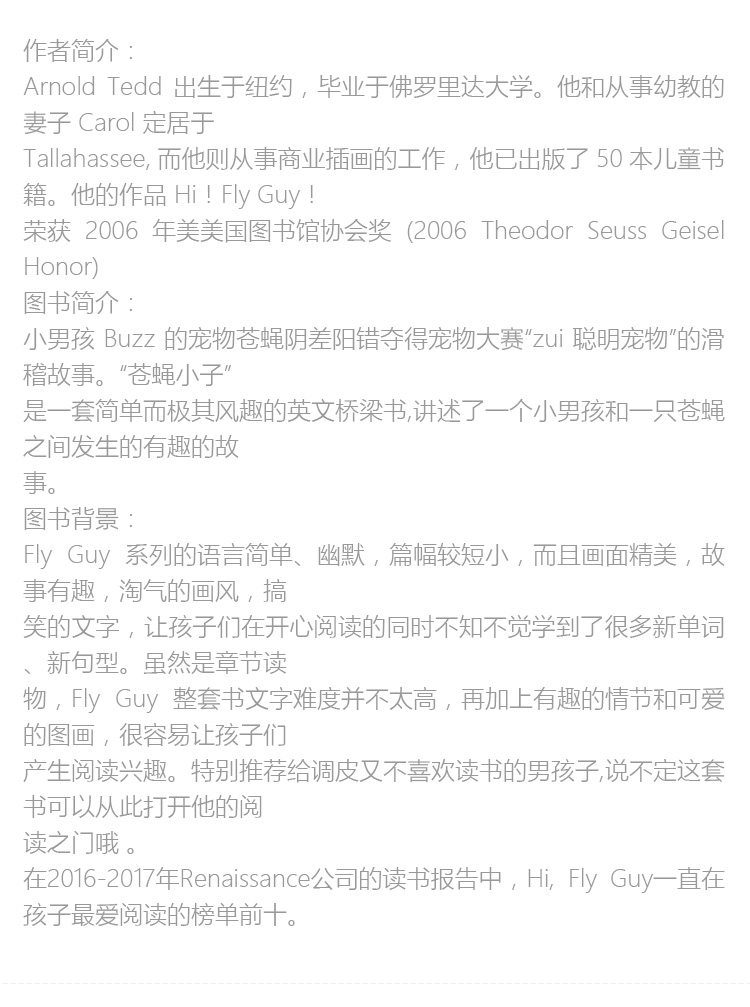 作者简介：
Arnold Tedd 出生于纽约，毕业于佛罗里达大学。他和从事幼教的
妻子 Carol 定居于
Tallahassee, 而他则从事商业插画的工作，他已出版了 50 本儿童书
籍。他的作品 Hi！Fly Guy！
荣获 2006 年美美国图书馆协会奖 (2006 Theodor Seuss Geisel
Honor)
图书简介：
小男孩 Buzz 的宠物苍蝇阴差阳错夺得宠物大赛“zui 聪明宠物”的滑
稽故事。“苍蝇小子”
是一套简单而极其风趣的英文桥梁书,讲述了一个小男孩和一只苍蝇
之间发生的有趣的故
事。
图书背景：
Fly Guy 系列的语言简单、幽默，篇幅较短小，而且画面精美，故
事有趣，淘气的画风，搞
笑的文字，让孩子们在开心阅读的同时不知不觉学到了很多新单词
、新句型。虽然是章节读
物，Fly Guy 整套书文字难度并不太高，再加上有趣的情节和可爱
的图画，很容易让孩子们
产生阅读兴趣。特别推荐给调皮又不喜欢读书的男孩子,说不定这套
书可以从此打开他的阅
读之门哦 。
在2016-2017年Renaissance公司的读书报告中，Hi, Fly Guy一直在
孩子最爱阅读的榜单前十。